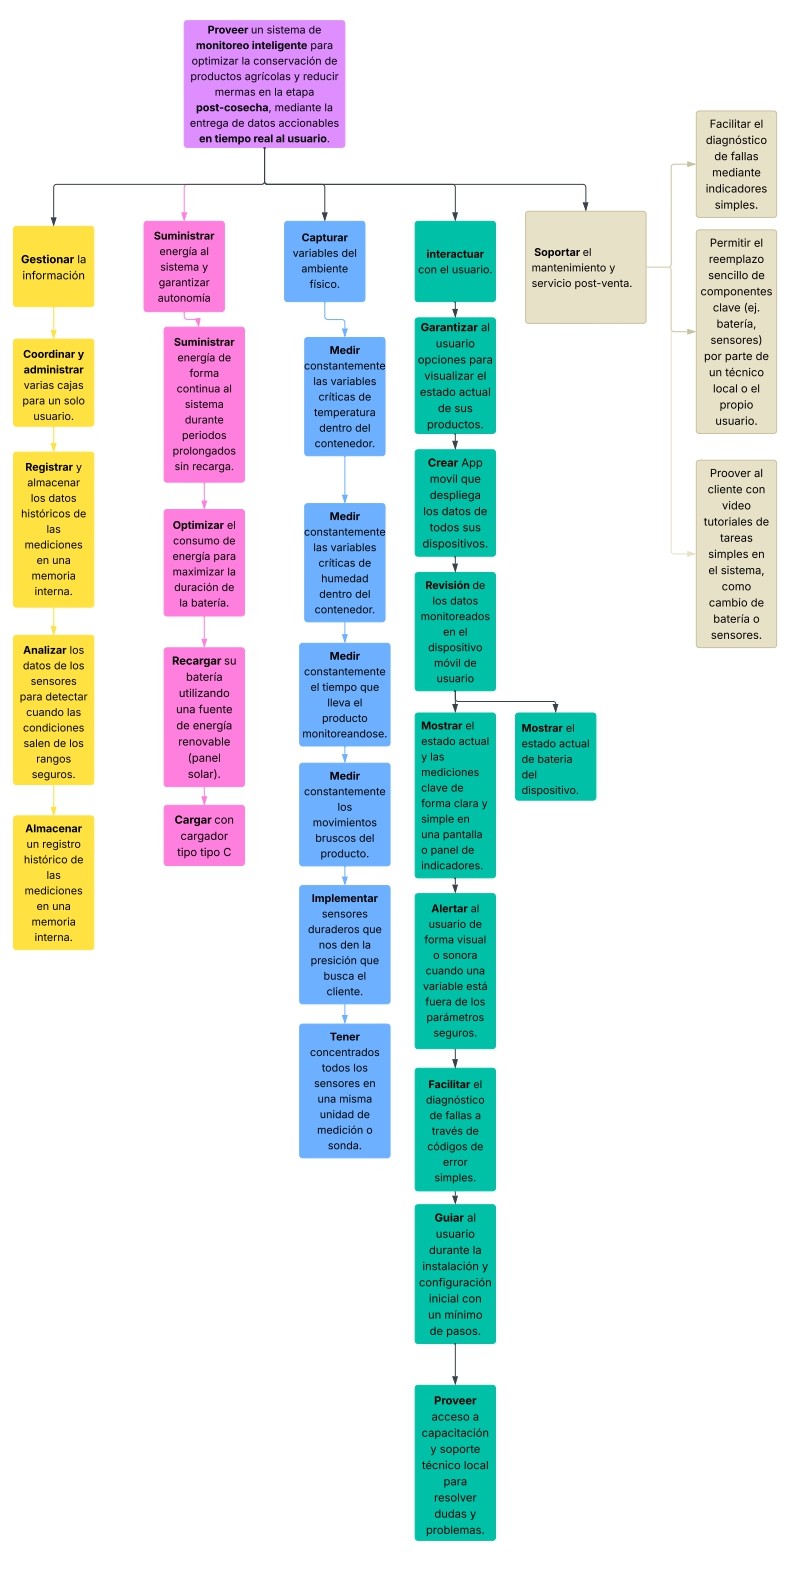 Proveer un sistema de
monitoreo inteligente para
optimizar la conservación de
productos agrícolas y reducir
mermas en la etapa
post-cosecha, mediante la
entrega de datos accionables
en tiempo real al usuario.
Gestionar la
información
Coordinar y
administrar
varias cajas
para un solo
usuario.
Registrar y
almacenar
los datos
históricos de
las
mediciones
en una
memoria
interna.
Analizar los
datos de los
sensores
para detectar
cuando las
condiciones
salen de los
rangos
seguros.
Almacenar
un registro
histórico de
las
mediciones
en una
memoria
interna.
Suministrar
energía al
sistema y
garantizar
autonomía
Suministrar
energía de
forma
continua al
sistema
durante
periodos
prolongados
sin recarga.
Optimizar el
consumo de
energía para
maximizar la
duración de
la batería.
Recargar su
batería
utilizando
una fuente
de energía
renovable
(panel
solar).
Cargar con
cargador
tipo tipo C
Capturar
variables del
ambiente
físico.
Medir
constantemente
las variables
críticas de
temperatura
dentro del
contenedor.
Medir
constantemente
las variables
críticas de
humedad
dentro del
contenedor.
Medir
constantemente
el tiempo que
lleva el
producto
monitoreandose.
Medir
constantemente
los
movimientos
bruscos del
producto.
Implementar
sensores
duraderos que
nos den la
presición que
busca el
cliente.
Tener
concentrados
todos los
sensores en
una misma
unidad de
medición o
sonda.
interactuar
con el usuario.
Garantizar al
usuario
opciones para
visualizar el
estado actual
de sus
productos.
Crear App
movil que
despliega
los datos de
todos sus
dispositivos.
Revisión de
los datos
monitoreados
en el
dispositivo
móvil de
usuario
Mostrar el
estado actual
y las
mediciones
clave de
forma clara y
simple en
una pantalla
o panel de
indicadores.
Mostrar el
estado actual
de batería
del
dispositivo.
Alertar al
usuario de
forma visual
o sonora
cuando una
variable está
fuera de los
parámetros
seguros.
Facilitar el
diagnóstico
de fallas a
través de
códigos de
error
simples.
Guiar al
usuario
durante la
instalación y
configuración
inicial con
un mínimo
de pasos.
Proveer
acceso a
capacitación
y soporte
técnico local
para
resolver
dudas y
problemas.
Soportar el
mantenimiento y
servicio post-venta.
Facilitar el
diagnóstico
de fallas
mediante
indicadores
simples.
Permitir el
reemplazo
sencillo de
componentes
clave (ej.
batería,
sensores)
por parte de
un técnico
local o el
propio
usuario.
Proover al
cliente con
video
tutoriales de
tareas
simples en
el sistema,
como
cambio de
batería o
sensores.